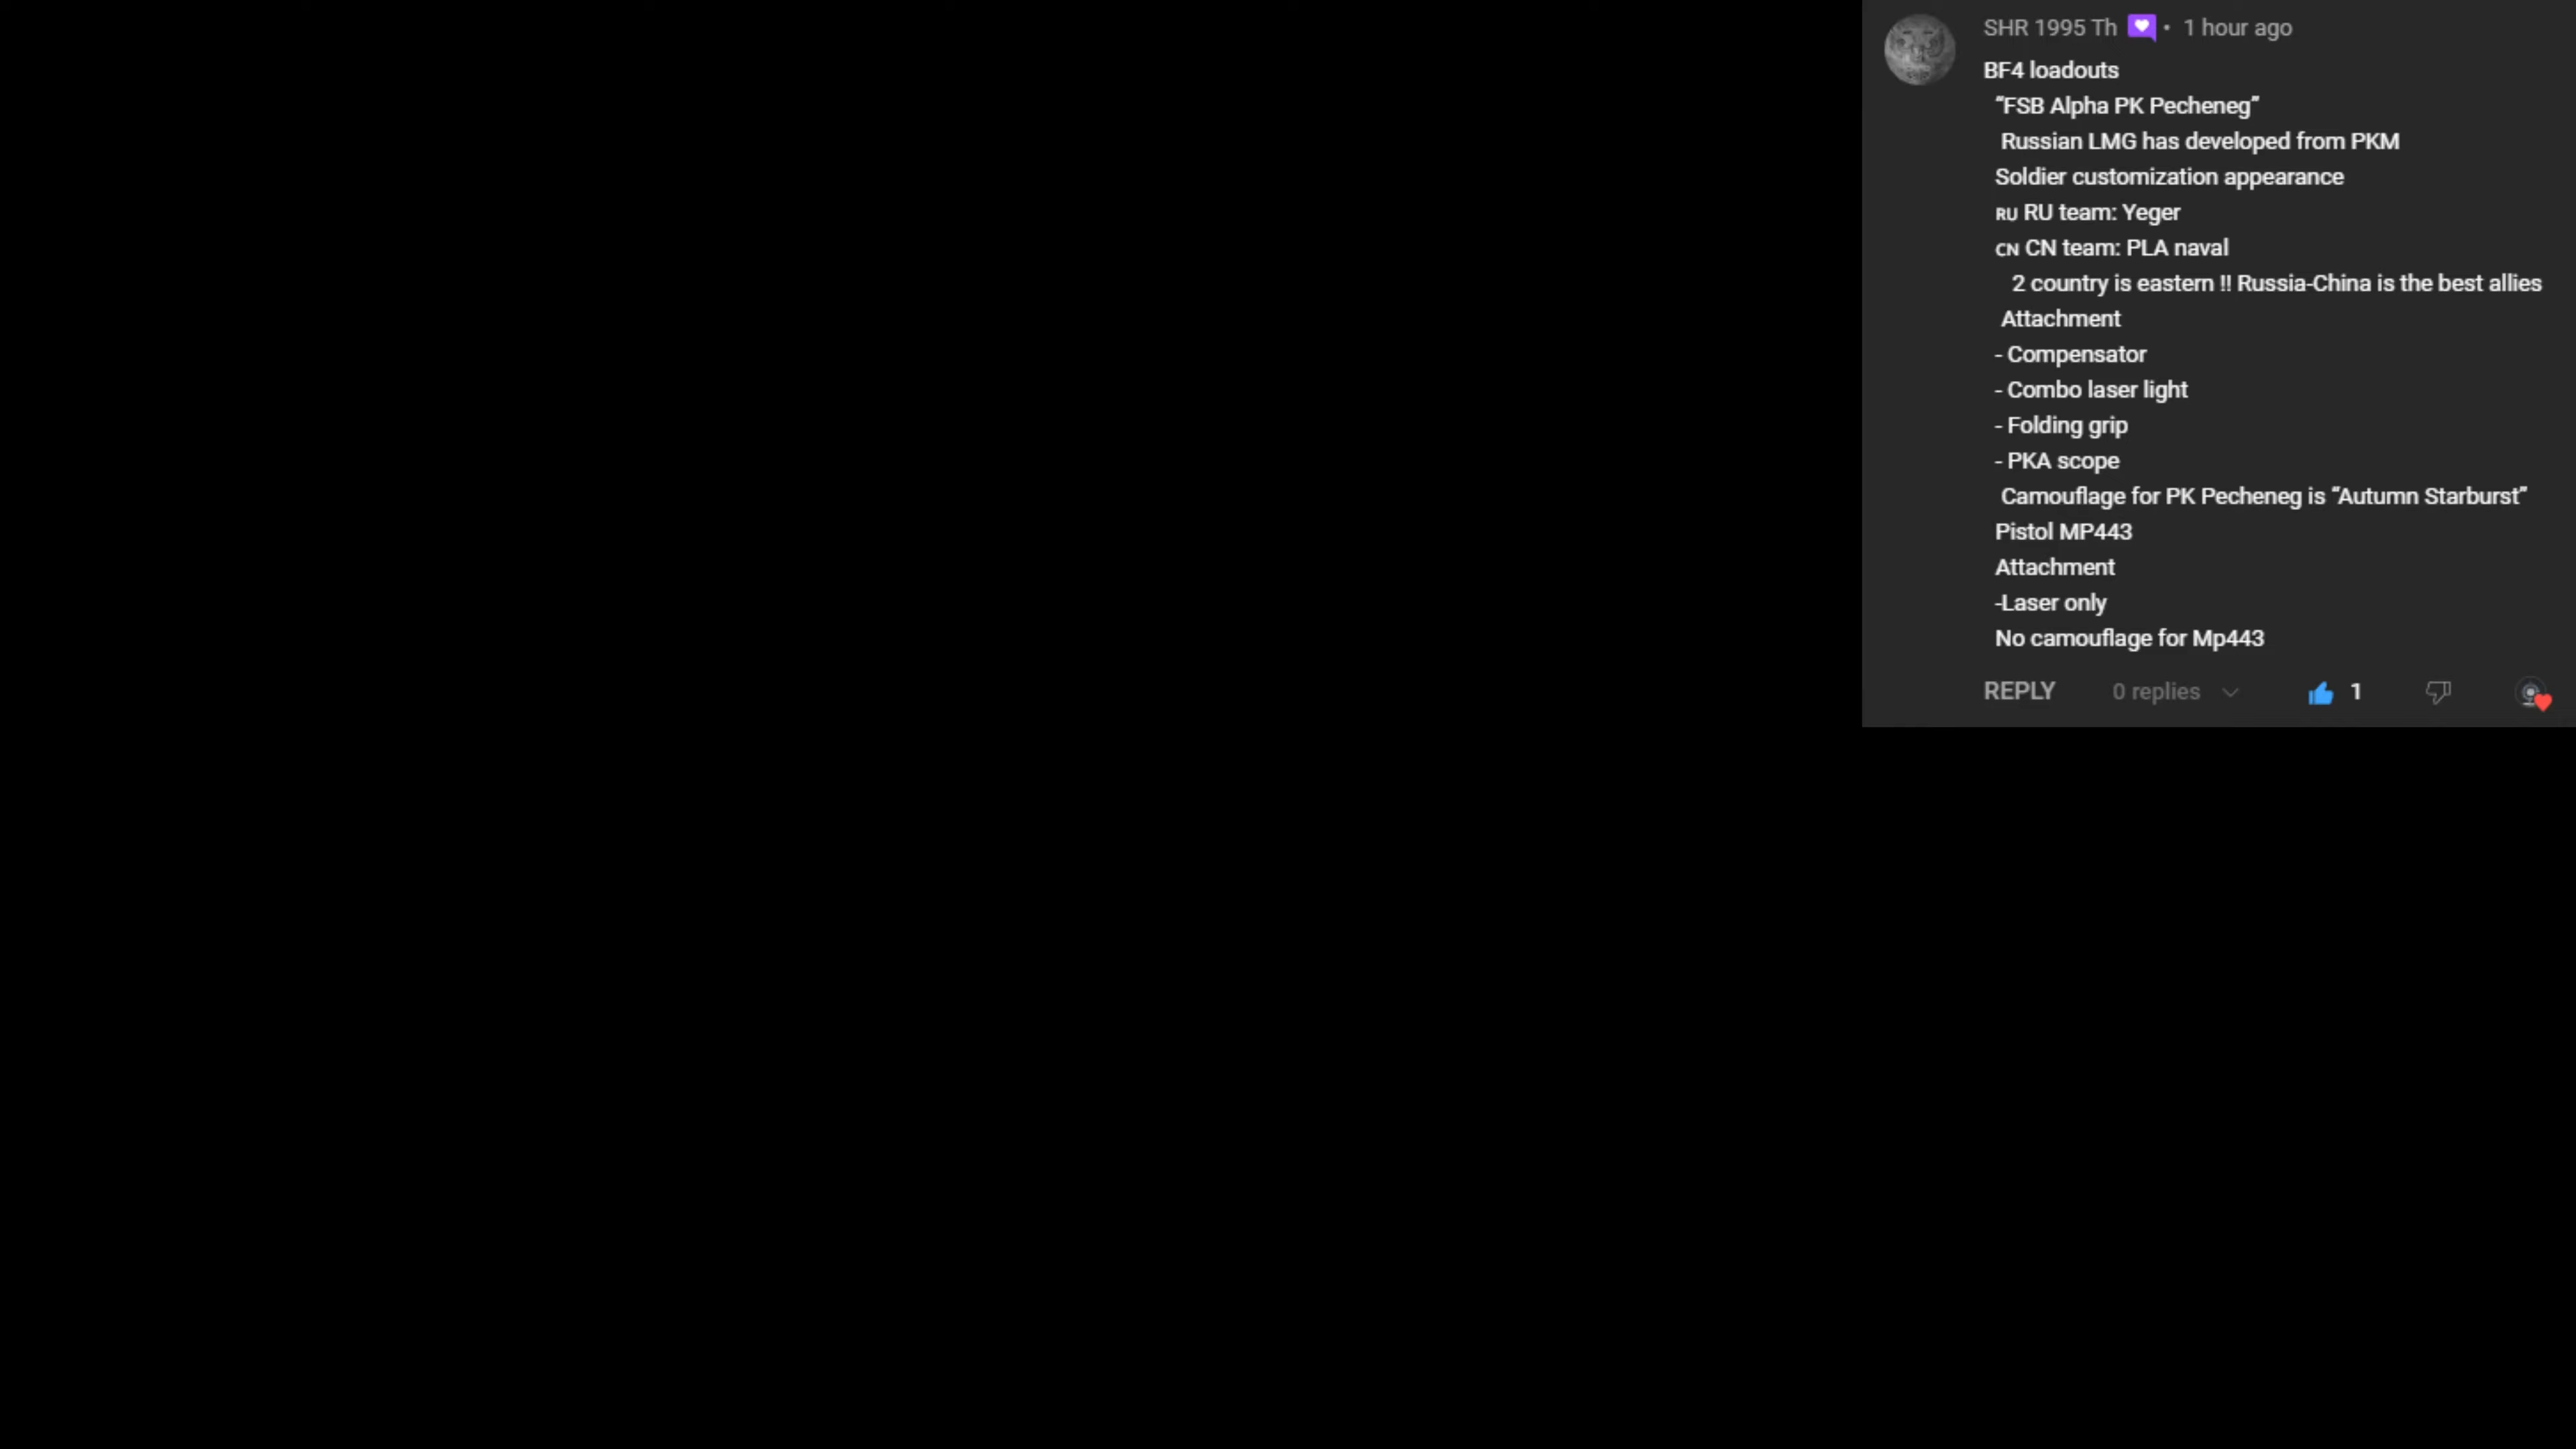 SHR 1995 Th • 1 hour ago
BF4 loadouts
“FSB Alpha PK Pecheneg”
Russian LMG has developed from PKM
Soldier customization appearance
RU RU team: Yeger
CN CN team: PLA naval
2 country is eastern !! Russia-China is the best allies
Attachment
- Compensator
- Combo laser light
- Folding grip
- PKA scope
Camouflage for PK Pecheneg is “Autumn Starburst”
Pistol MP443
Attachment
-Laser only
No camouflage for Mp443
REPLY 0 replies 1